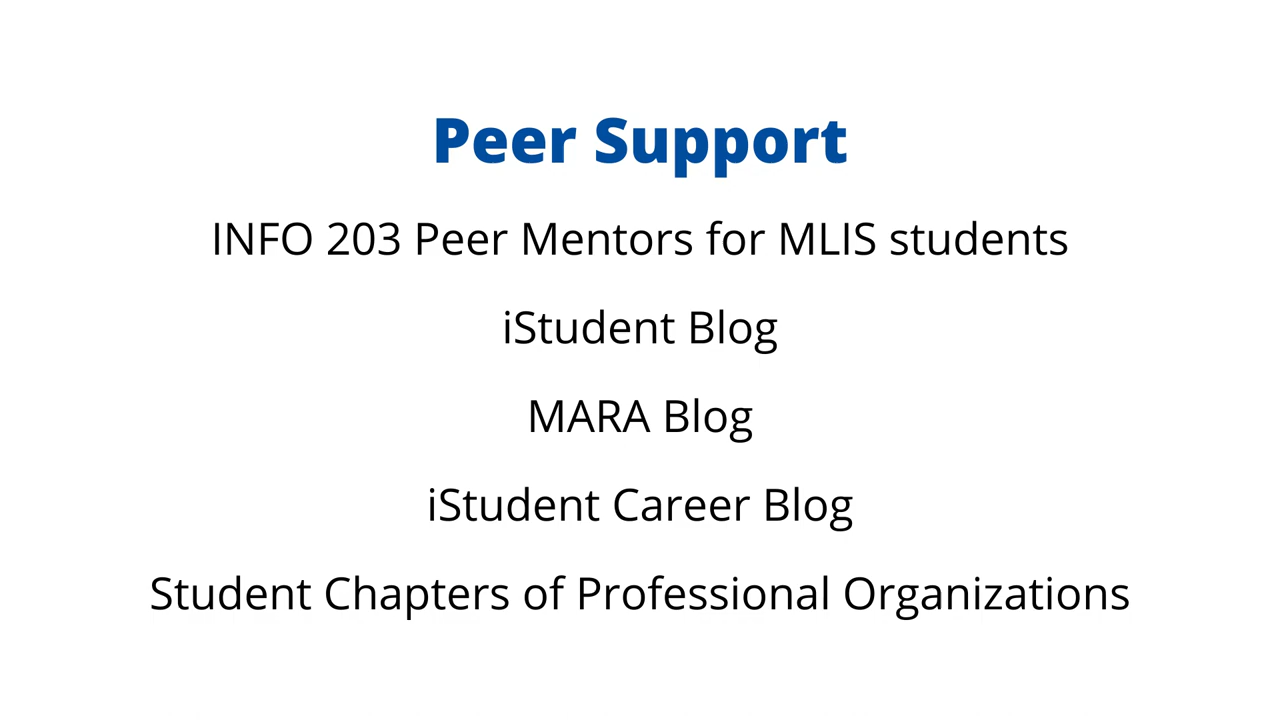 Peer Support
INFO 203 Peer Mentors for MLIS students
iStudent Blog
MARA Blog
iStudent Career Blog
Student Chapters of Professional Organizations